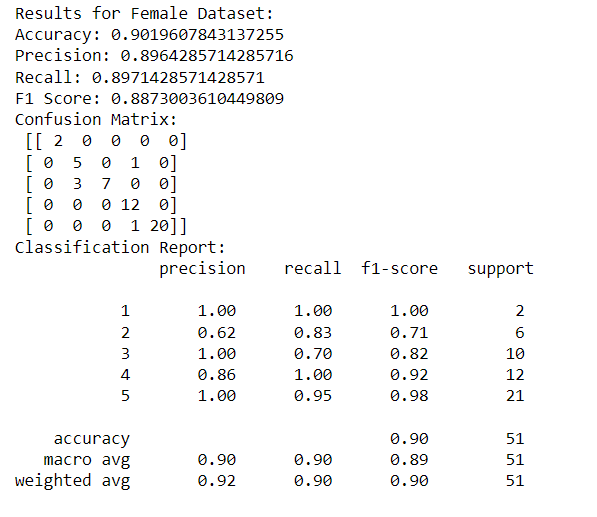 Results for Female Dataset:
Accuracy: 0.9019607843137255
Precision: 0.8964285714285716
Recall: 0.8971428571428571
F1 Score: 0.8873003610449809
Confusion Matrix:
[[ 2 0 0 0 0]
[ 0 5 0 1 0]
[ 0 3 7 0 0]
[ 0 0 0 12 0]
[ 0 0 0 1 20]]
Classification Report:
precision recall f1-score support
1 1.00 1.00 1.00 2
2 0.62 0.83 0.71 6
3 1.00 0.70 0.82 10
4 0.86 1.00 0.92 12
5 1.00 0.95 0.98 21
accuracy 0.90 51
macro avg 0.90 0.90 0.89 51
weighted avg 0.92 0.90 0.90 51